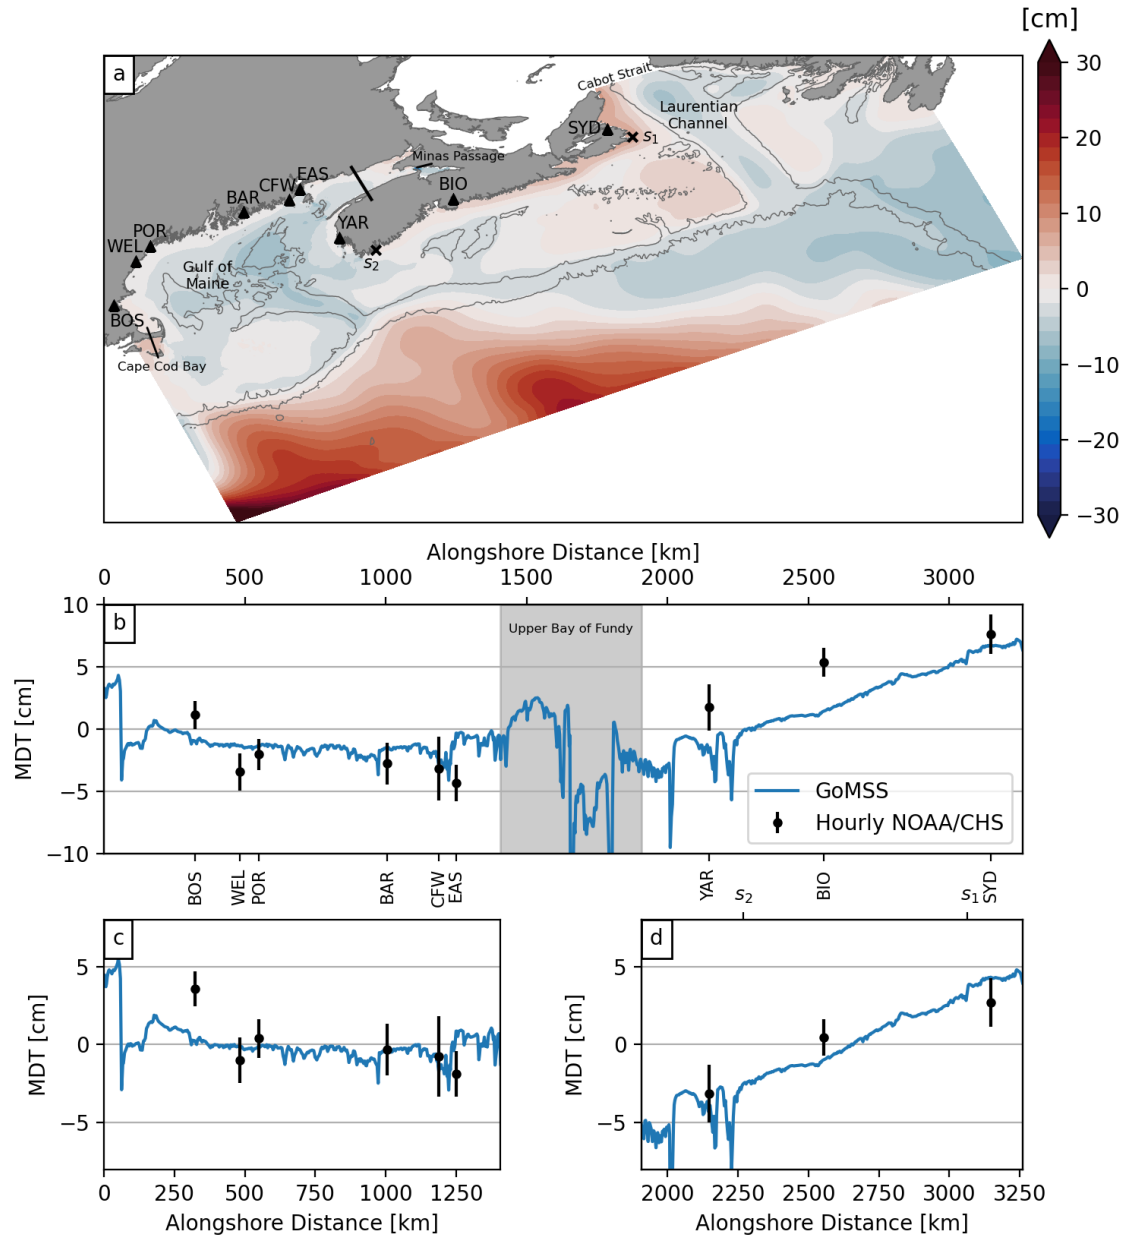 [cm]
a
Cabot Strait
30
Laurentian
Channel
SYD
s1
20
Minas Passage
EAS
CFW
BIO
BAR
10
YAR
POR
WEL
s2
Gulf of
Maine
0
BOS
−10
Cape Cod Bay
−20
−30
Alongshore Distance [km]
0 500 1000 1500 2000 2500 3000
b
Upper Bay of Fundy
10
5
0
−5
−10
MDT [cm]
GoMSS
Hourly NOAA/CHS
BOS WEL POR BAR CFW EAS YAR s2 BIO s1 SYD
c
5
0
−5
MDT [cm]
0 250 500 750 1000 1250
Alongshore Distance [km]
d
5
0
−5
MDT [cm]
2000 2250 2500 2750 3000 3250
Alongshore Distance [km]